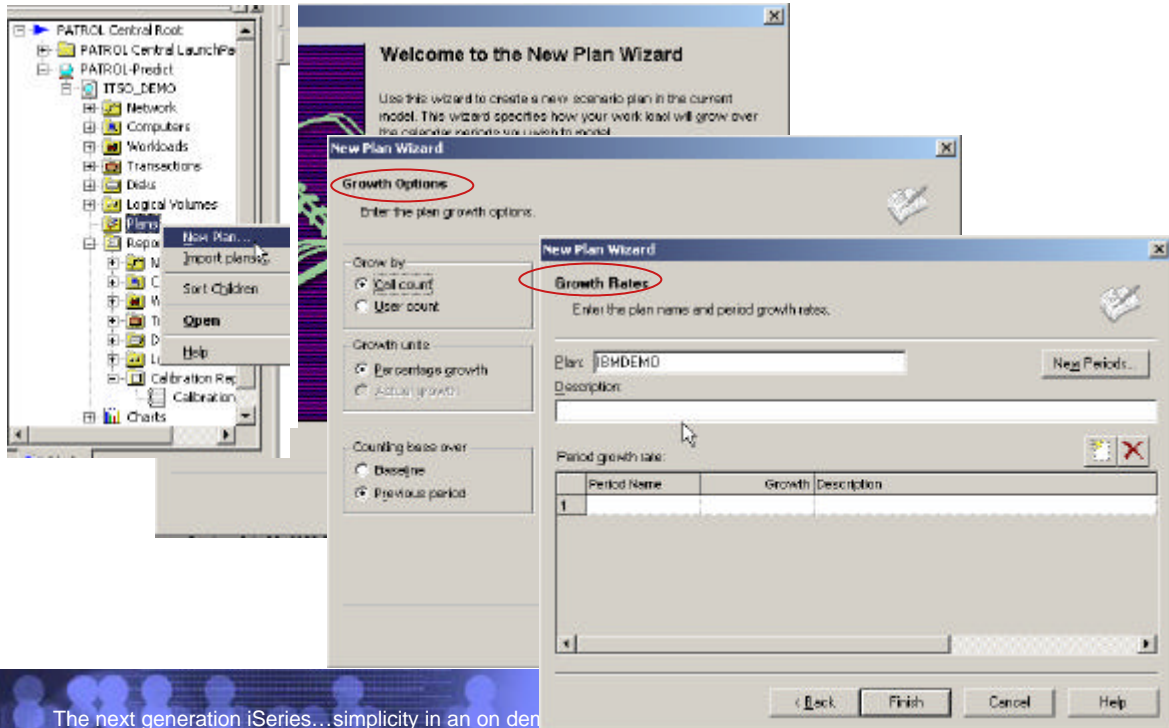 PATROL Central Root
PATROL Central LaunchPa
PATROL-Predict
ITSO_DEMO
Network
Computers
Workloads
Transactions
Disks
Logical Volumes
Plans
Repor
N
C
W
T
D
L
Calibration Rep
Calibration
Charts
New Plan...
Import plans
Sort Children
Open
Help
Welcome to the New Plan Wizard
Use this wizard to create a new scenario plan in the current
model. This wizard specifies how your work load will grow over
the calendar periods you wish to model
New Plan Wizard
Growth Options
Enter the plan growth options.
Grow by
Call count
User count
Growth units
Percentage growth
Actual growth
Counting base over
Baseline
Previous period
New Plan Wizard
Growth Rates
Enter the plan name and period growth rates.
Plan: IBMDEMO
New Periods...
Description:
Period growth rate:
Period Name Growth Description
1
< Back Finish Cancel Help
The next generation iSeries...simplicity in an on dem